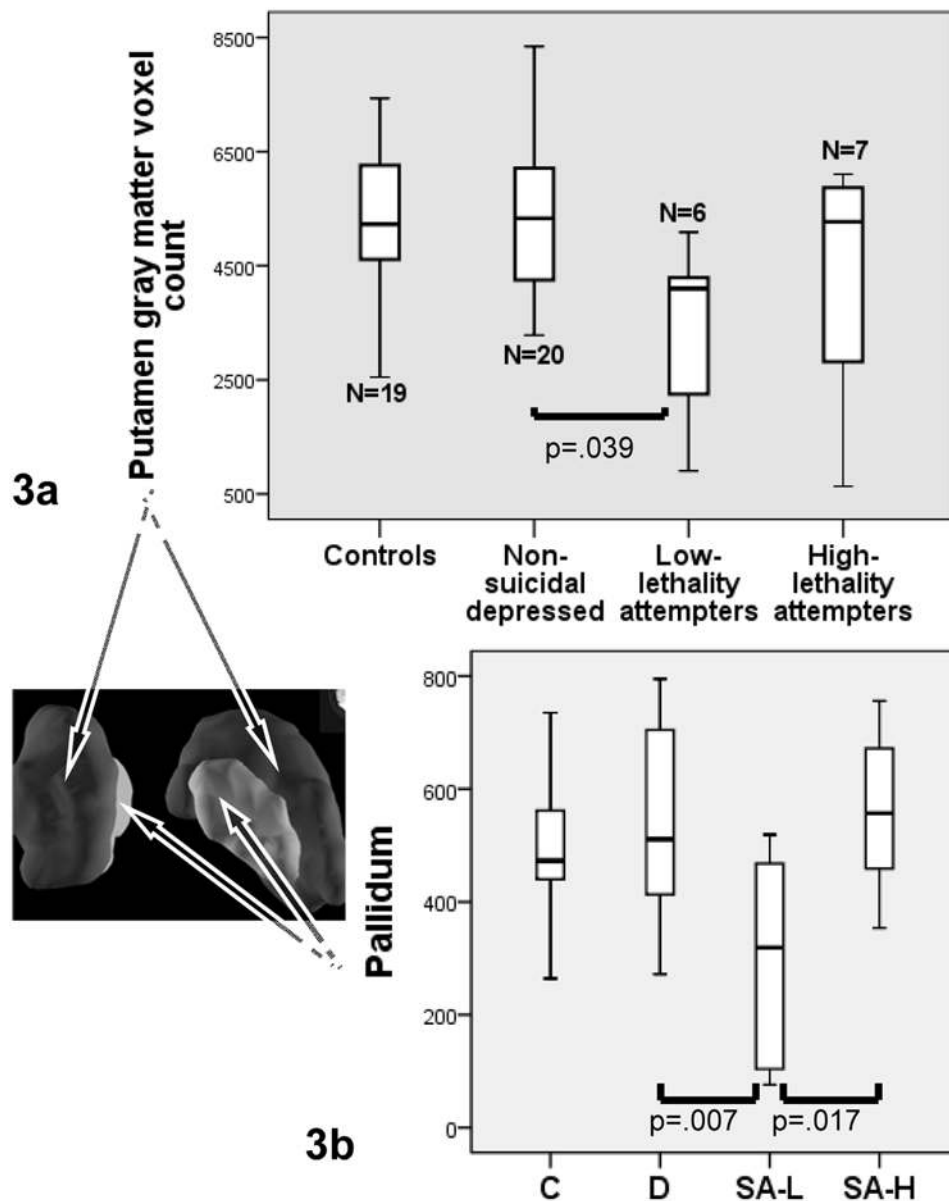 Putamen gray matter voxel
count
8500
6500
4500
2500
500
N=19
N=20
N=6
N=7
p=.039
3a
Controls
Non-
suicidal
depressed
Low-
lethality
attempters
High-
lethality
attempters
Pallidum
800
600
400
200
0
p=.007
p=.017
3b
C
D
SA-L
SA-H